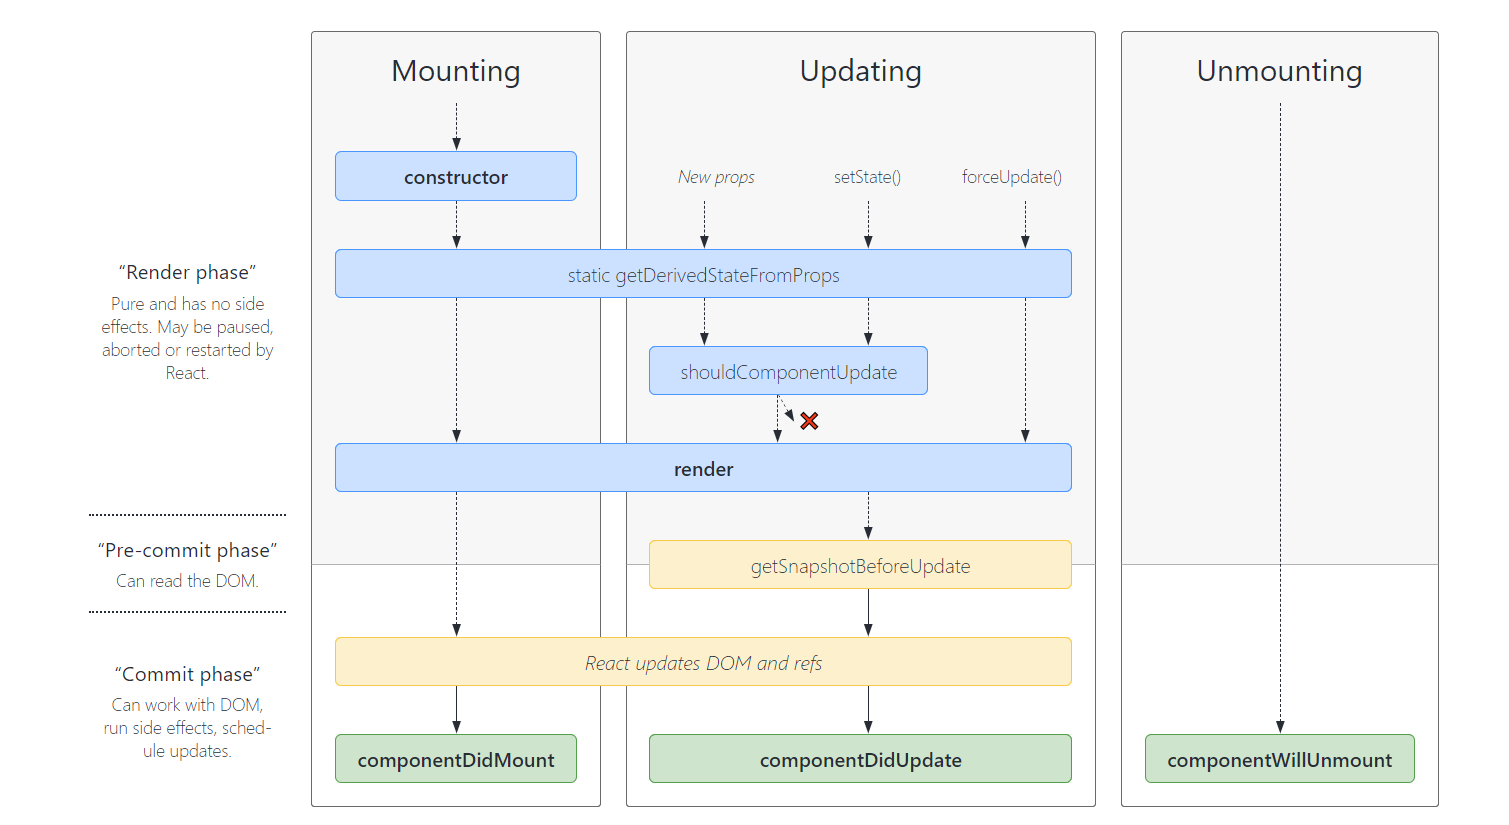 Mounting
Updating
Unmounting
constructor
New props
setState()
forceUpdate()
“Render phase”
Pure and has no side
effects. May be paused,
aborted or restarted by
React.
static getDerivedStateFromProps
shouldComponentUpdate
render
“Pre-commit phase”
Can read the DOM.
getSnapshotBeforeUpdate
“Commit phase”
Can work with DOM,
run side effects, sched-
ule updates.
React updates DOM and refs
componentDidMount
componentDidUpdate
componentWillUnmount